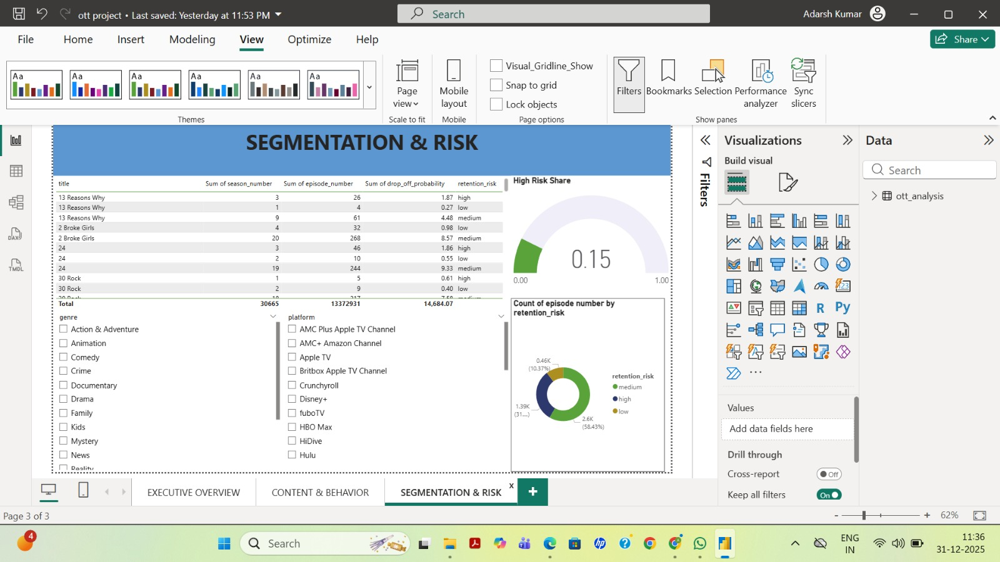 ott project • Last saved: Yesterday at 11:53 PM
Search
Adarsh Kumar
File Home Insert Modeling View Optimize Help
Share
Aa Aa Aa Aa Aa Aa
Page view
Mobile layout
Visual_Gridline_Show
Snap to grid
Lock objects
Filters
Bookmarks
Selection
Performance analyzer
Sync slicers
Themes
Scale to fit
Mobile
Page options
Show panes
SEGMENTATION & RISK
title Sum of season_number Sum of episode_number Sum of drop_off_probability retention_risk
13 Reasons Why 3 26 1.87 high
13 Reasons Why 1 4 0.27 low
13 Reasons Why 9 61 4.48 medium
2 Broke Girls 4 32 0.98 low
2 Broke Girls 20 268 8.57 medium
24 3 46 1.86 high
24 2 10 0.55 low
24 19 244 9.33 medium
30 Rock 1 5 0.61 high
30 Rock 2 9 0.40 low
Total 30665 13372931 14,684.07
High Risk Share
0.15
0.00 1.00
genre
Action & Adventure
Animation
Comedy
Crime
Documentary
Drama
Family
Kids
Mystery
News
Reality
platform
AMC Plus Apple TV Channel
AMC+ Amazon Channel
Apple TV
Britbox Apple TV Channel
Crunchyroll
Disney+
fuboTV
HBO Max
HiDive
Hulu
Count of episode number by
retention_risk
0.46K
(10.37%)
1.39K
(31....)
2.6K
(58.43%)
retention_risk
medium
high
low
Filters
Visualizations
Build visual
R Py
123
...
Values
Add data fields here
Drill through
Cross-report Off
Keep all filters On
Data
Search
ott_analysis
DAX
TMDL
EXECUTIVE OVERVIEW
CONTENT & BEHAVIOR
SEGMENTATION & RISK x
+
Page 3 of 3
- + 62%
4
Search
ENG
IN
11:36
31-12-2025